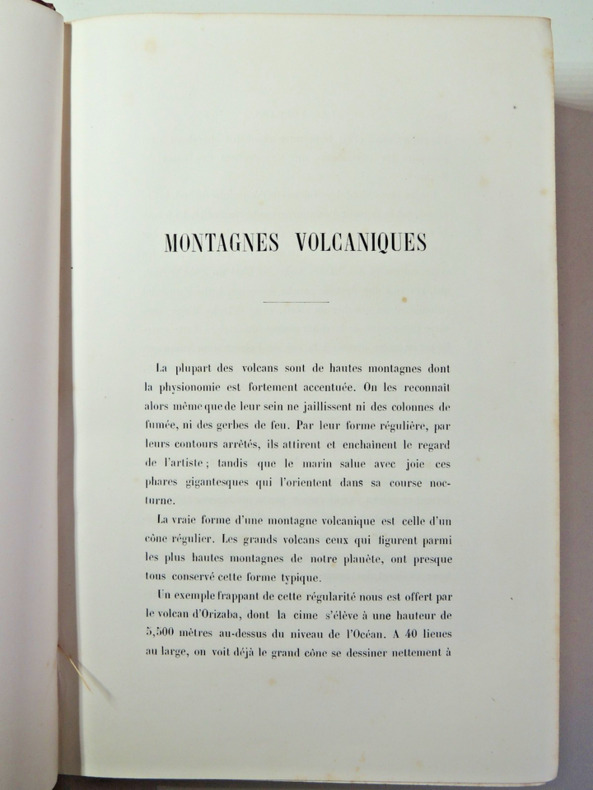 MONTAGNES VOLCANIQUES
La plupart des volcans sont de hautes montagnes dont
la physionomie est fortement accentuée. On les reconnaît
alors même que de leur sein ne jaillissent ni des colonnes de
fumée, ni des gerbes de feu. Par leur forme régulière, par
leurs contours arrêtés, ils attirent et enchaînent le regard
de l'artiste; tandis que le marin salue avec joie ces
phares gigantesques qui l'orientent dans sa course noc-
turne.
La vraie forme d'une montagne volcanique est celle d'un
cône régulier. Les grands volcans ceux qui figurent parmi
les plus hautes montagnes de notre planète, ont presque
tous conservé cette forme typique.
Un exemple frappant de cette régularité nous est offert par
le volcan d'Orizaba, dont la cime s'élève à une hauteur de
5,500 mètres au-dessus du niveau de l'Océan. A 40 lieues
au large, on voit déjà le grand cône se dessiner nettement à